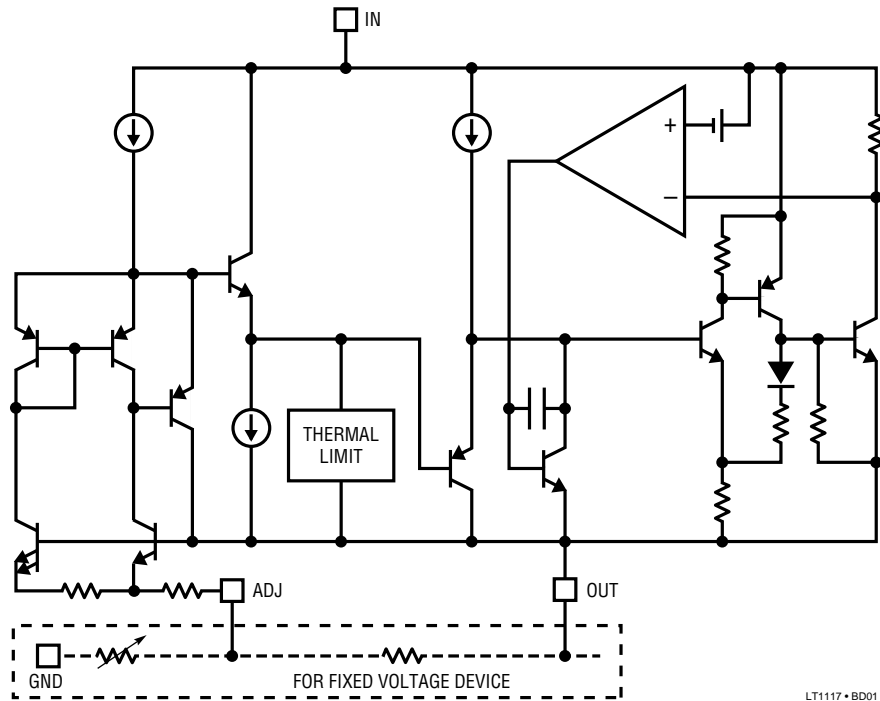 IN
+
−
THERMAL
LIMIT
ADJ
OUT
GND
FOR FIXED VOLTAGE DEVICE
LT1117 • BD01